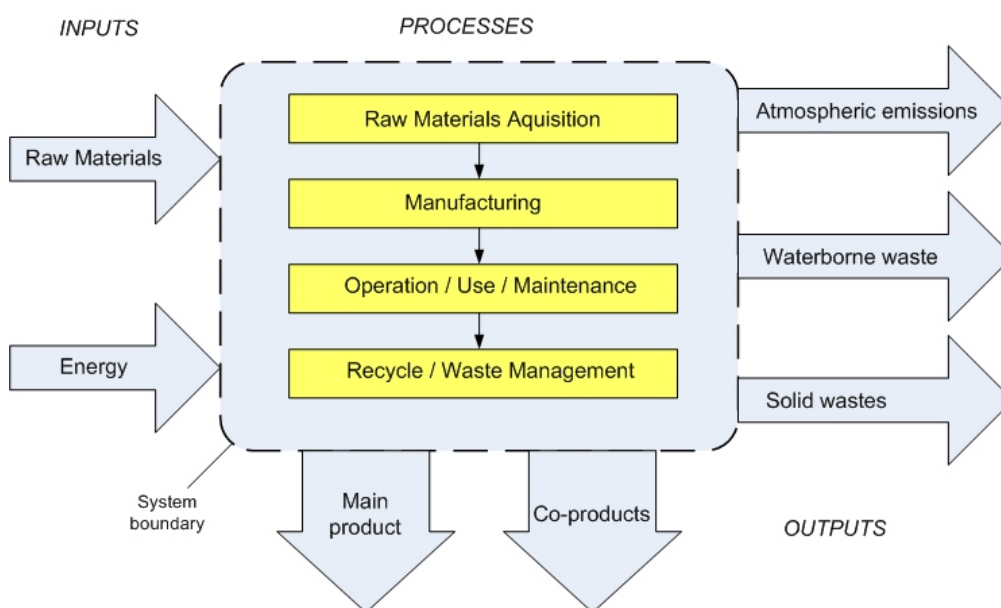 INPUTS
PROCESSES
Raw Materials
Energy
Raw Materials Aquisition
Manufacturing
Operation / Use / Maintenance
Recycle / Waste Management
Atmospheric emissions
Waterborne waste
Solid wastes
System
boundary
Main
product
Co-products
OUTPUTS